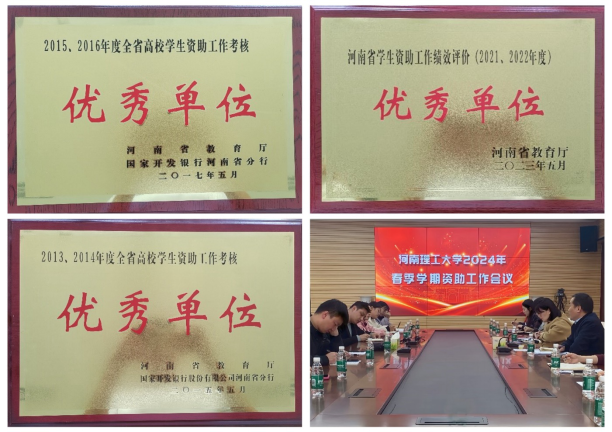 2015、2016年度全省高校学生资助工作考核
优秀单位
河南省教育厅
国家开发银行河南省分行
二〇一七年五月
河南省学生资助工作绩效评价(2021、2022年度)
优秀单位
河南省教育厅
二〇二三年五月
2013、2014年度全省高校学生资助工作考核
优秀单位
河南省教育厅
国家开发银行股份有限公司河南省分行
二〇一五年五月
河南理工大学2024年
春季学期资助工作会议